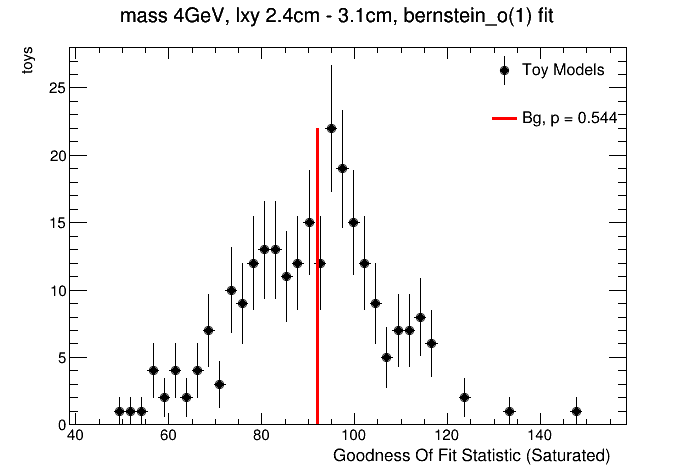 mass 4GeV, lxy 2.4cm - 3.1cm, bernstein_o(1) fit
toys
Toy Models
Bg, p = 0.544
25
20
15
10
5
0
40 60 80 100 120 140
Goodness Of Fit Statistic (Saturated)